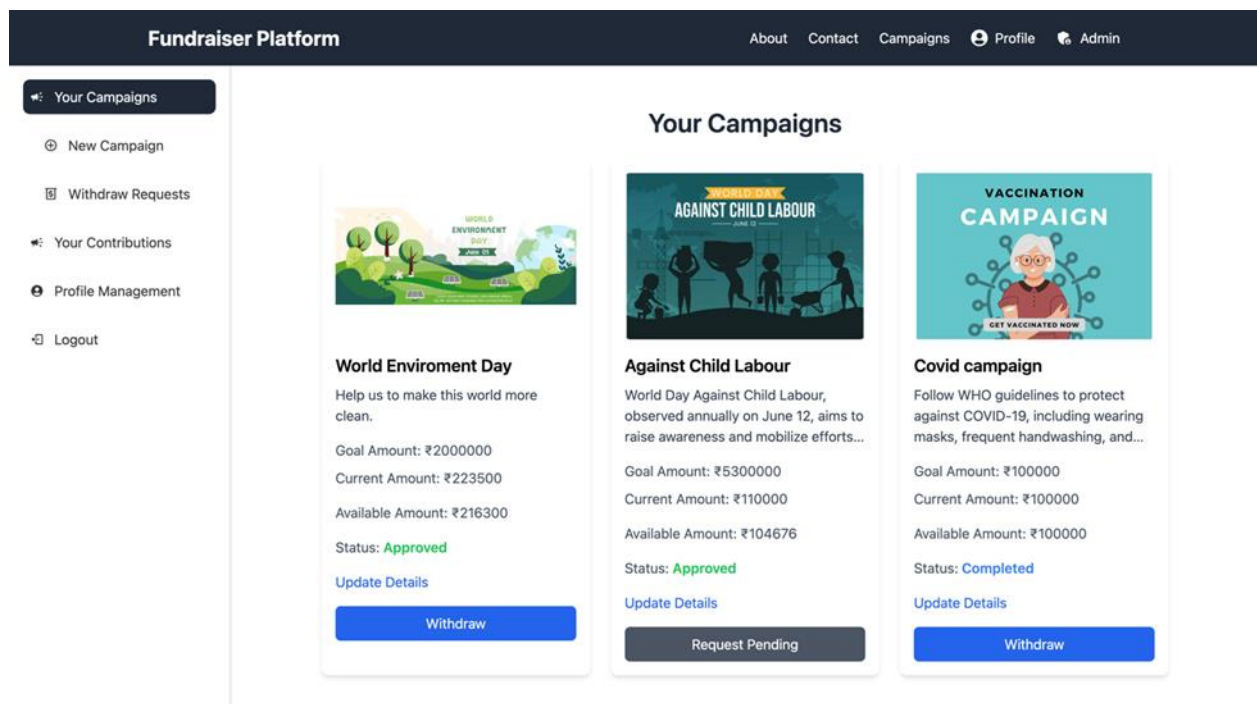 Fundraiser Platform
About Contact Campaigns Profile Admin
Your Campaigns
New Campaign
Withdraw Requests
Your Contributions
Profile Management
Logout
Your Campaigns
WORLD
ENVIRONMENT
DAY
JUNE 05
World Enviroment Day
Help us to make this world more
clean.
Goal Amount: ₹2000000
Current Amount: ₹223500
Available Amount: ₹216300
Status: Approved
Update Details
Withdraw
WORLD DAY
AGAINST CHILD LABOUR
JUNE 12
Against Child Labour
World Day Against Child Labour,
observed annually on June 12, aims to
raise awareness and mobilize efforts...
Goal Amount: ₹5300000
Current Amount: ₹110000
Available Amount: ₹104676
Status: Approved
Update Details
Request Pending
VACCINATION
CAMPAIGN
GET VACCINATED NOW
Covid campaign
Follow WHO guidelines to protect
against COVID-19, including wearing
masks, frequent handwashing, and...
Goal Amount: ₹100000
Current Amount: ₹100000
Available Amount: ₹100000
Status: Completed
Update Details
Withdraw